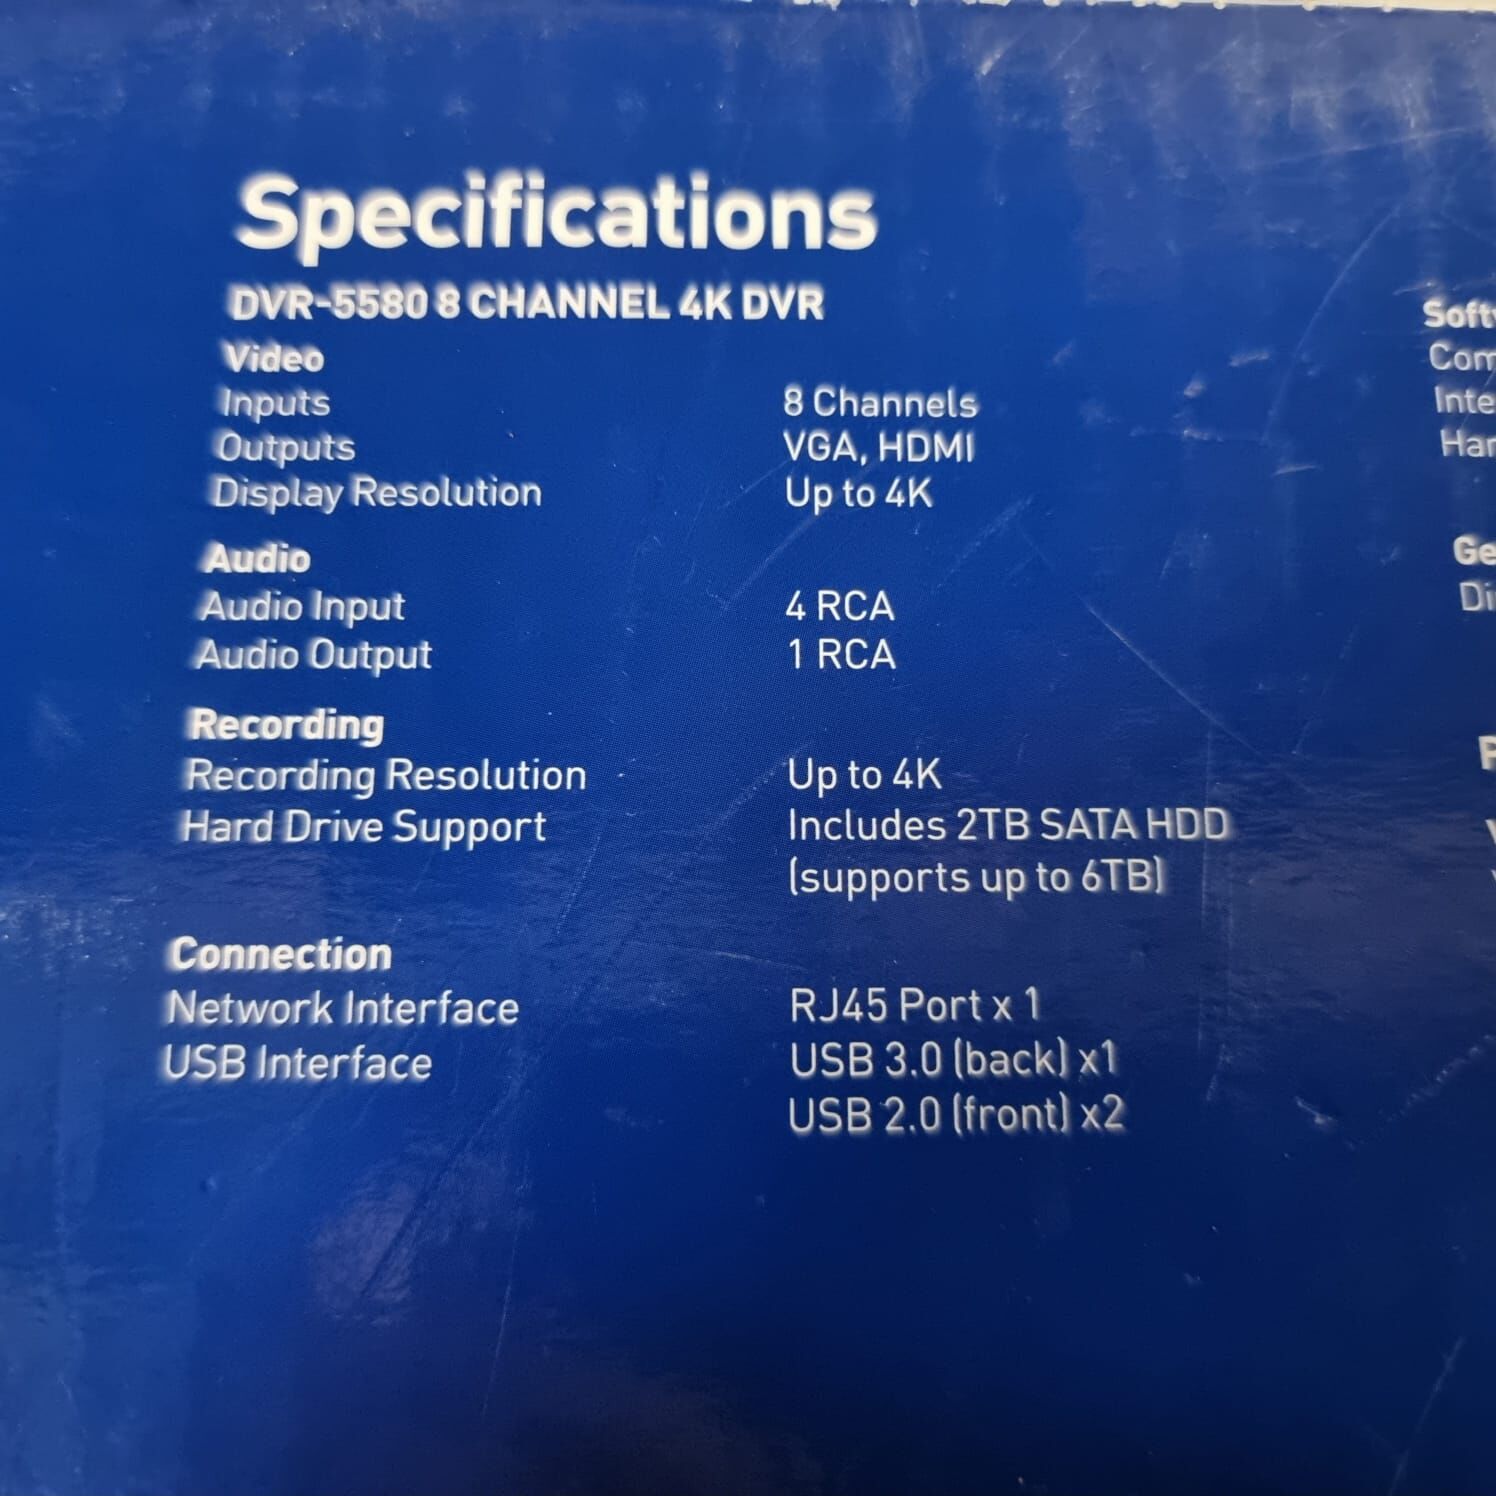 Specifications
DVR-5580 8 CHANNEL 4K DVR
Video
Inputs 8 Channels
Outputs VGA, HDMI
Display Resolution Up to 4K
Audio
Audio Input 4 RCA
Audio Output 1 RCA
Recording
Recording Resolution Up to 4K
Hard Drive Support Includes 2TB SATA HDD
(supports up to 6TB)
Connection
Network Interface RJ45 Port x 1
USB Interface USB 3.0 (back) x1
USB 2.0 (front) x2